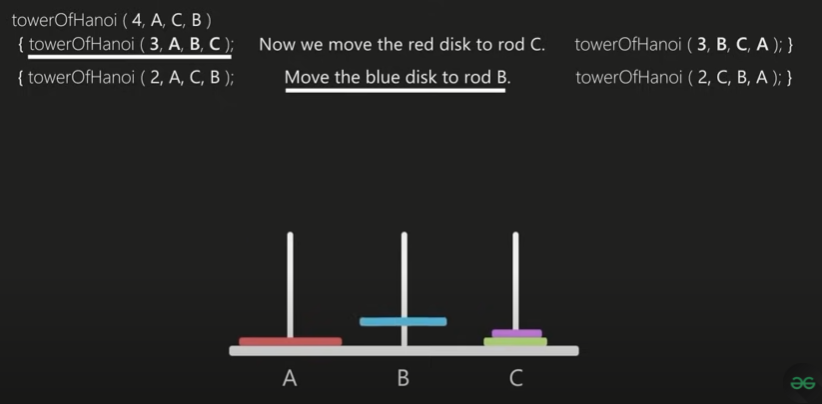 towerOfHanoi ( 4, A, C, B )
{ towerOfHanoi ( 3, A, B, C ); Now we move the red disk to rod C. towerOfHanoi ( 3, B, C, A ); }
{ towerOfHanoi ( 2, A, C, B ); Move the blue disk to rod B. towerOfHanoi ( 2, C, B, A ); }
A B C